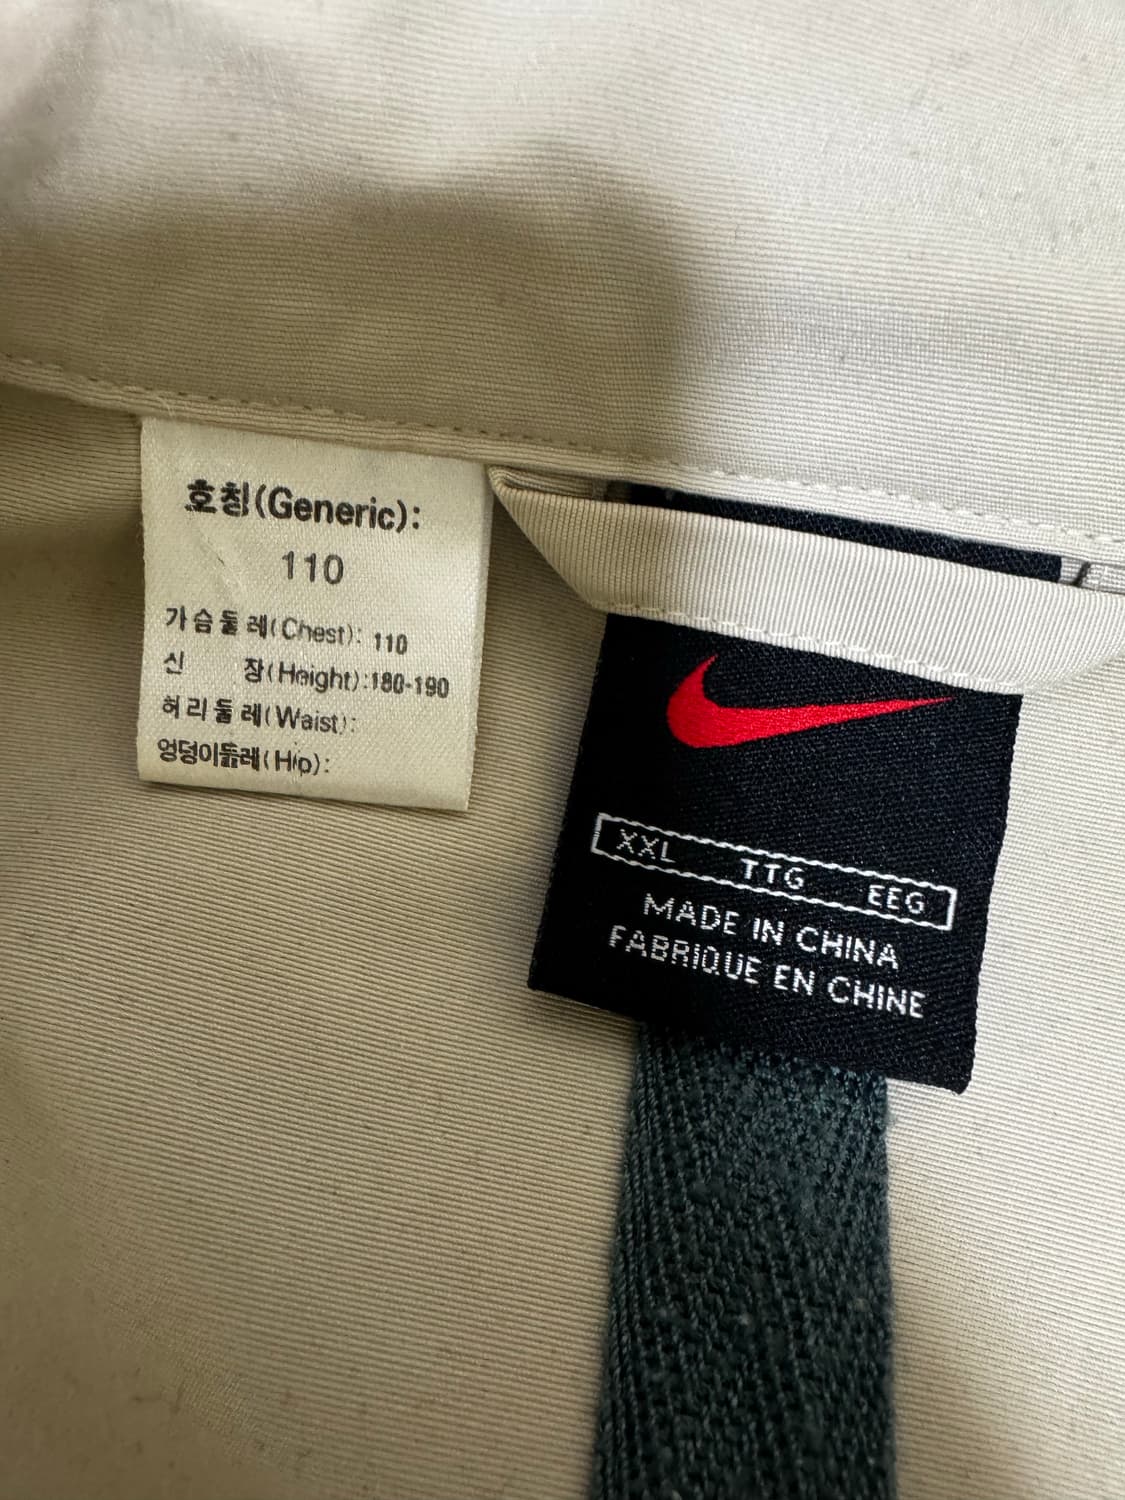 호칭(Generic):
110
가슴둘레(Chest): 110
신 장(Height):180-190
허리둘레(Waist):
엉덩이둘레(Hip):
XXL TTG EEG
MADE IN CHINA
FABRIQUE EN CHINE